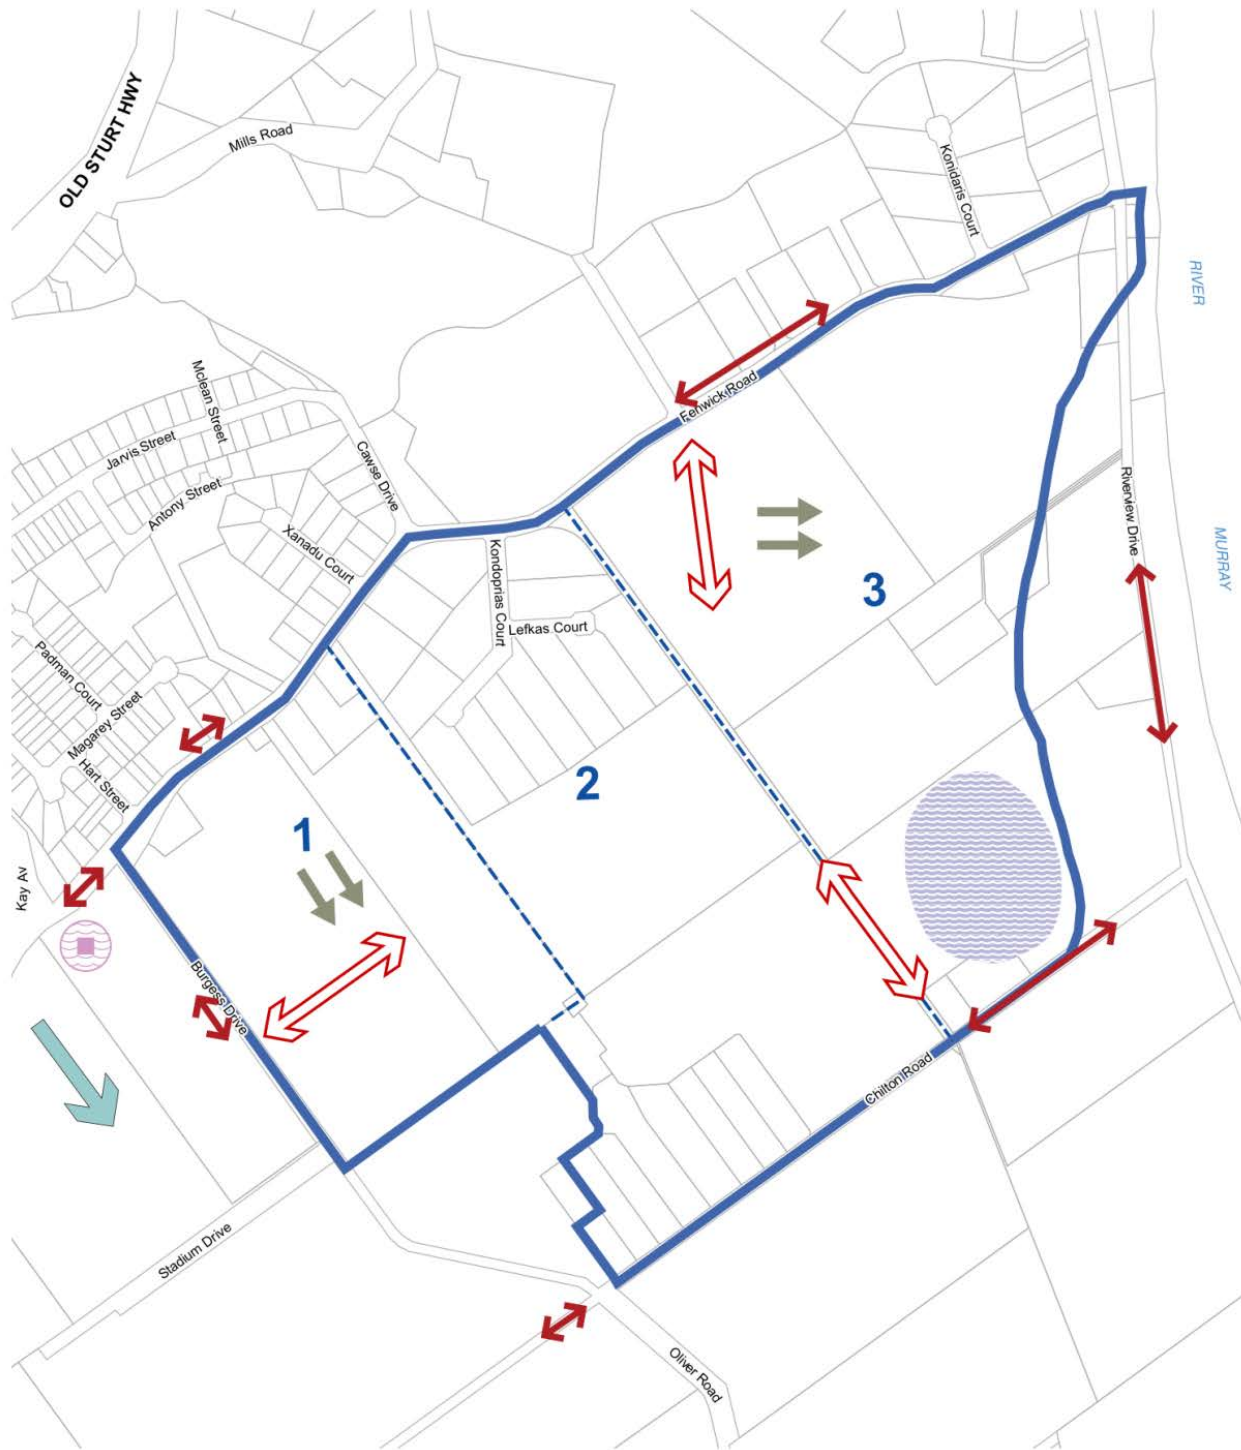 OLD STURT HWY
Mills Road
Konidaris Court
RIVER
Mclean Street
Jarvis Street
Fenwick Road
Cawse Drive
Antony Street
Riverview Drive
Xanadu Court
MURRAY
Kondoprias Court
3
Lefkas Court
Padman Court
Magarey Street
Hart Street
2
1
Kay Av
Burgess Drive
Chilton Road
Stadium Drive
Oliver Road